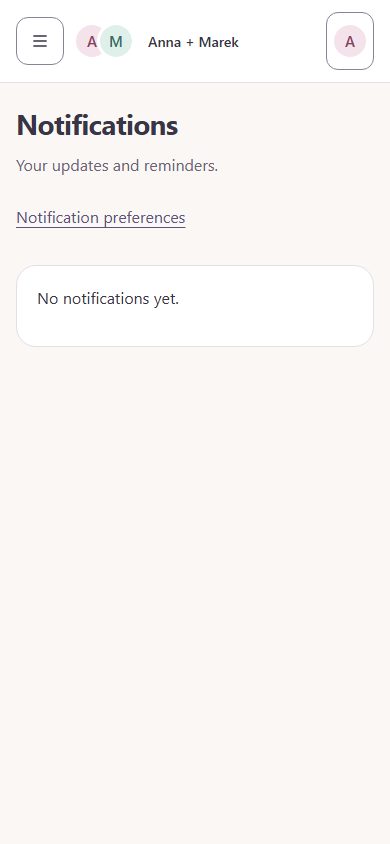 A M Anna + Marek A
Notifications
Your updates and reminders.
Notification preferences
No notifications yet.